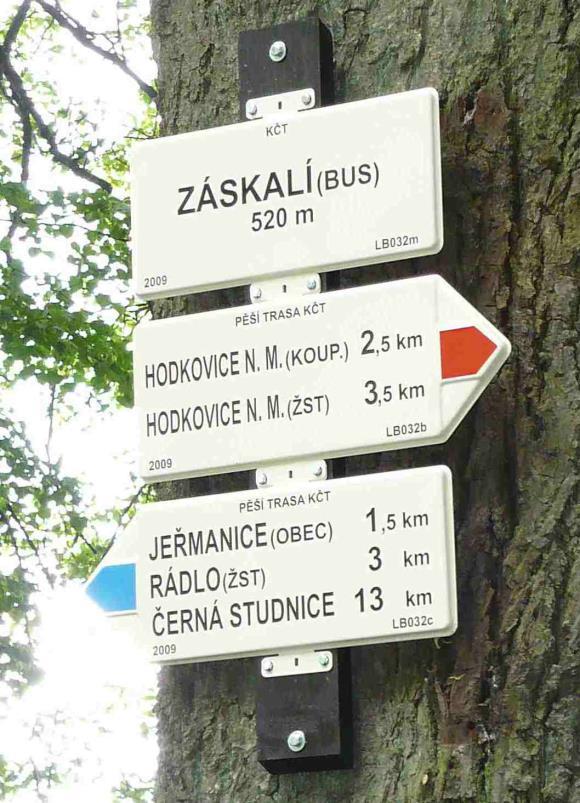 KČT
ZÁSKALÍ (BUS)
520 m
LB032m
2009
PĚŠÍ TRASA KČT
HODKOVICE N. M. (KOUP.) 2,5 km
HODKOVICE N. M. (ŽST) 3,5 km
LB032b
2009
PĚŠÍ TRASA KČT
JEŘMANICE (OBEC) 1,5 km
RÁDLO (ŽST) 3 km
ČERNÁ STUDNICE 13 km
LB032c
2009